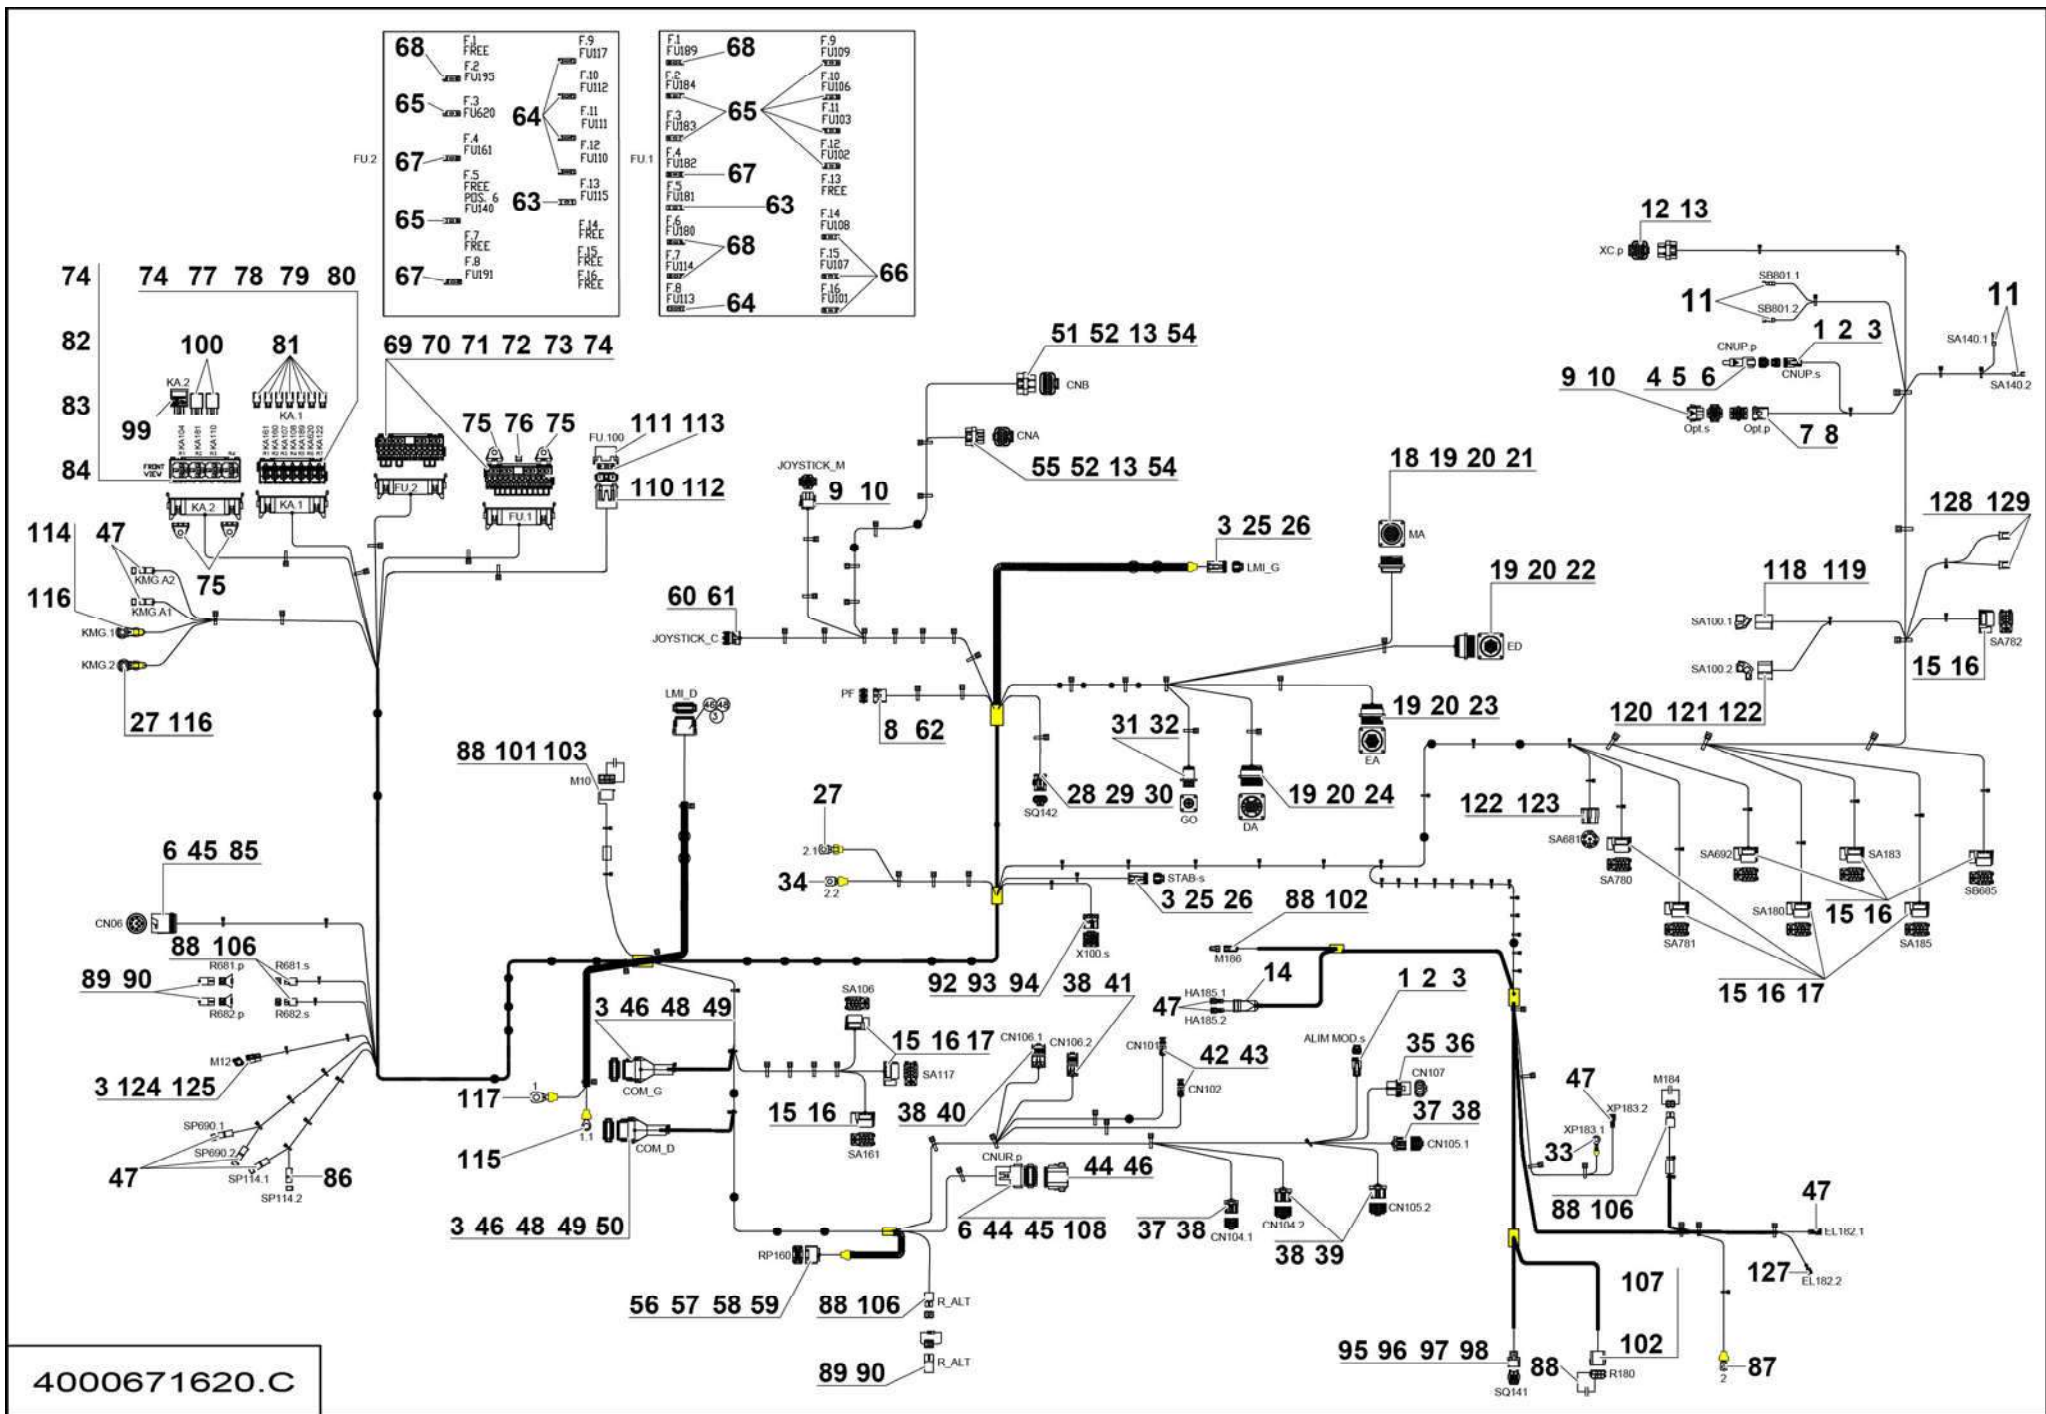 68
F.1
FREE
F.2
FU195
65
F.3
FU620
67
F.4
FU161
F.5
FREE
POS. 6
FU140
65
F.7
FREE
F.8
FU191
67
FU.2
F.9
FU117
F.10
FU112
64
F.11
FU111
F.12
FU110
63
F.13
FU115
F.14
FREE
F.15
FREE
F.16
FREE
F.1
FU189
68
F.2
FU184
65
F.3
FU183
FU.1
F.4
FU182
67
F.5
FU181
63
F.6
FU180
68
F.7
FU114
F.8
FU113
64
F.9
FU109
F.10
FU106
F.11
FU103
F.12
FU102
F.13
FREE
F.14
FU108
F.15
FU107
66
F.16
FU101
74
82
83
84
74 77 78 79 80
100
81
KA.2
KA.1
99
KA104
KA181
KA110
KA161
KA160
KA107
KA108
KA189
KA620
KA122
FRONT
VIEW
KA.2
KA.1
75
69 70 71 72 73 74
75 76 75
FU.2
FU.1
FU.100
111 113
110 112
114
47
KMG.A2
KMG.A1
116
KMG.1
KMG.2
27 116
51 52 13 54
CNB
CNA
55 52 13 54
JOYSTICK_M
9 10
60 61
JOYSTICK_C
3 25 26
LMI_G
PF
8 62
18 19 20 21
MA
19 20 22
ED
19 20 23
EA
31 32
GO
19 20 24
DA
28 29 30
SQ142
12 13
XC.p
SB801.1
11
SB801.2
11
SA140.1
SA140.2
CNUP.p
1 2 3
CNUP.s
9 10
4 5 6
Opt.s
Opt.p
7 8
128 129
118 119
SA100.1
SA100.2
SA782
15 16
120 121 122
122 123
SA681
SA780
SA781
SA692
SA180
SA183
SA185
SB685
15 16
15 16 17
LMI_D
46
48
3
88 101 103
M10
27
2.1
34
2.2
STAB-s
3 25 26
X100.s
92 93 94
6 45 85
CN06
88 106
R681.p
R681.s
89 90
R682.p
R682.s
M12
3 124 125
SP690.1
SP690.2
47
SP114.1
SP114.2
86
3 46 48 49
COM_G
117
1
115
1.1
COM_D
3 46 48 49 50
SA106
15 16 17
SA117
15 16
SA161
38 41
CN106.1
CN106.2
38 40
CN101
42 43
CN102
CNUR.p
44 46
6 44 45 108
RP160
56 57 58 59
88 106
R_ALT
89 90
R_ALT
88 102
M186
14
HA185.1
47
HA185.2
1 2 3
ALIM MOD.s
35 36
CN107
37 38
CN105.1
37 38
CN104.1
CN104.2
CN105.2
38 39
47
XP183.2
XP183.1
33
M184
88 106
47
EL182.1
127
EL182.2
107
102
88
R180
95 96 97 98
SQ141
87
2
4000671620.C